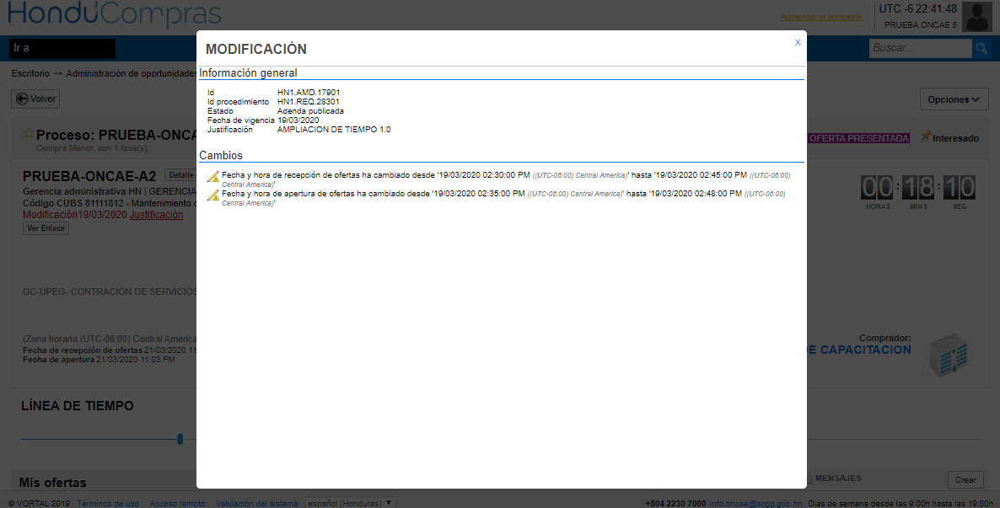 HonduCompras
Aumentar el contraste
UTC -6 22:41:48
PRUEBA ONCAE 5
Ir a
Buscar...
Escritorio → Administración de oportunidades
Volver
Opciones
MODIFICACIÓN
X
Información general
Id HN1.AMD.17901
Id procedimiento HN1.REQ.28301
Estado Adenda publicada
Fecha de vigencia 19/03/2020
Justificación AMPLIACION DE TIEMPO 1.0
Cambios
Fecha y hora de recepción de ofertas ha cambiado desde '19/03/2020 02:30:00 PM ((UTC-06:00) Central America)' hasta '19/03/2020 02:45:00 PM ((UTC-06:00)
Central America)'
Fecha y hora de apertura de ofertas ha cambiado desde '19/03/2020 02:35:00 PM ((UTC-06:00) Central America)' hasta '19/03/2020 02:48:00 PM ((UTC-06:00)
Central America)'
Proceso: PRUEBA-ONCA
Compra Menor, con 1 fase(s)
OFERTA PRESENTADA
Interesado
PRUEBA-ONCAE-A2 Detalle
Gerencia administrativa HN | GERENCIA
Código CUBS 81111812 - Mantenimiento
Modificación19/03/2020 Justificación
Ver Enlace
00 : 18 : 10
HORAS MINS SEG
GC-UPEG- CONTRACION DE SERVICIOS
(Zona horaria (UTC-06:00) Central America
Fecha de recepción de ofertas 21/03/2020 11
Fecha de apertura 21/03/2020 11:03 PM
Comprador:
E CAPACITACION
LÍNEA DE TIEMPO
Mis ofertas
MENSAJES
Crear
© VORTAL 2019 Términos de uso Acceso remoto Validación del sistema español (Honduras)
+504 2230 7000 info.oncae@scgg.gob.hn. Dias de semana desde las 9:00h hasta las 19:00h